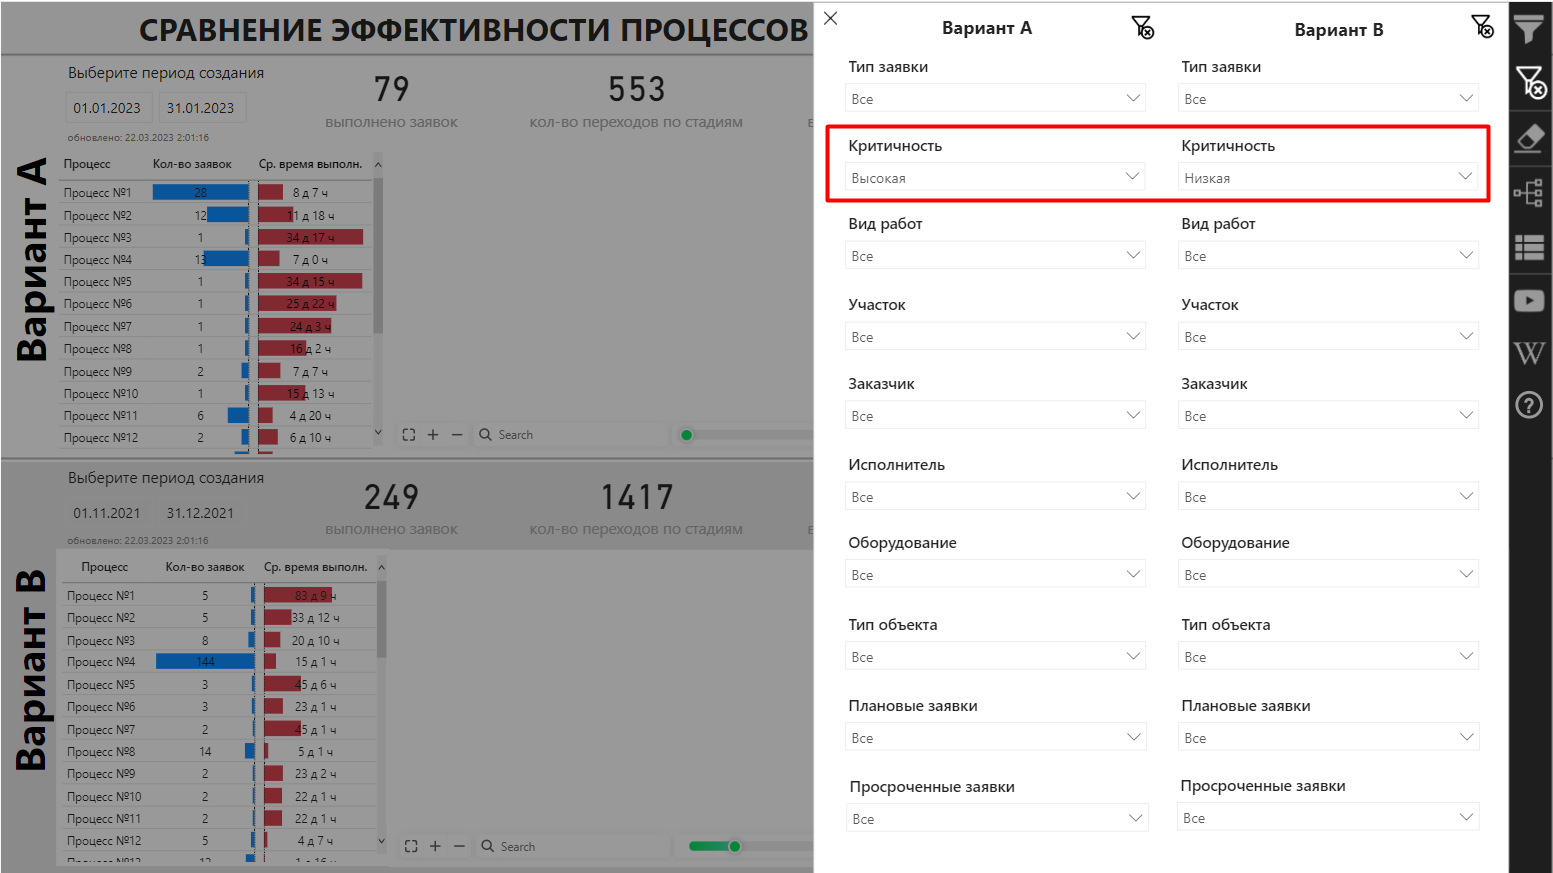 СРАВНЕНИЕ ЭФФЕКТИВНОСТИ ПРОЦЕССОВ
Вариант А
Выберите период создания
01.01.2023 31.01.2023
обновлено: 22.03.2023 2:01:16
79
выполнено заявок
553
кол-во переходов по стадиям
Процесс Кол-во заявок Ср. время выполн.
Процесс №1 28 8 д 7 ч
Процесс №2 12 11 д 18 ч
Процесс №3 1 34 д 17 ч
Процесс №4 13 7 д 0 ч
Процесс №5 1 34 д 15 ч
Процесс №6 1 25 д 22 ч
Процесс №7 1 24 д 3 ч
Процесс №8 1 16 д 2 ч
Процесс №9 2 7 д 7 ч
Процесс №10 1 15 д 13 ч
Процесс №11 6 4 д 20 ч
Процесс №12 2 6 д 10 ч
Search
Вариант В
Выберите период создания
01.11.2021 31.12.2021
обновлено: 22.03.2023 2:01:16
249
выполнено заявок
1417
кол-во переходов по стадиям
Процесс Кол-во заявок Ср. время выполн.
Процесс №1 5 83 д 9 ч
Процесс №2 5 33 д 12 ч
Процесс №3 8 20 д 10 ч
Процесс №4 144 15 д 1 ч
Процесс №5 3 45 д 6 ч
Процесс №6 3 23 д 1 ч
Процесс №7 2 45 д 1 ч
Процесс №8 14 5 д 1 ч
Процесс №9 2 23 д 2 ч
Процесс №10 2 22 д 1 ч
Процесс №11 2 22 д 1 ч
Процесс №12 5 4 д 7 ч
Процесс №13 12 1 д 16 ч
Search
Вариант А Вариант В
Тип заявки Тип заявки
Все Все
Критичность Критичность
Высокая Низкая
Вид работ Вид работ
Все Все
Участок Участок
Все Все
Заказчик Заказчик
Все Все
Исполнитель Исполнитель
Все Все
Оборудование Оборудование
Все Все
Тип объекта Тип объекта
Все Все
Плановые заявки Плановые заявки
Все Все
Просроченные заявки Просроченные заявки
Все Все
W
?